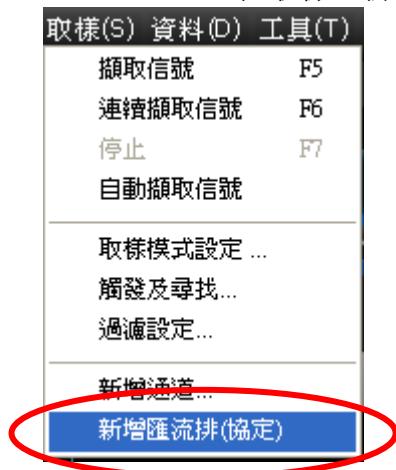 取樣(S) 資料(D) 工具(T)
擷取信號 F5
連續擷取信號 F6
停止 F7
自動擷取信號
取樣模式設定 ...
觸發及尋找...
過濾設定...
新增通道...
新增匯流排(協定)